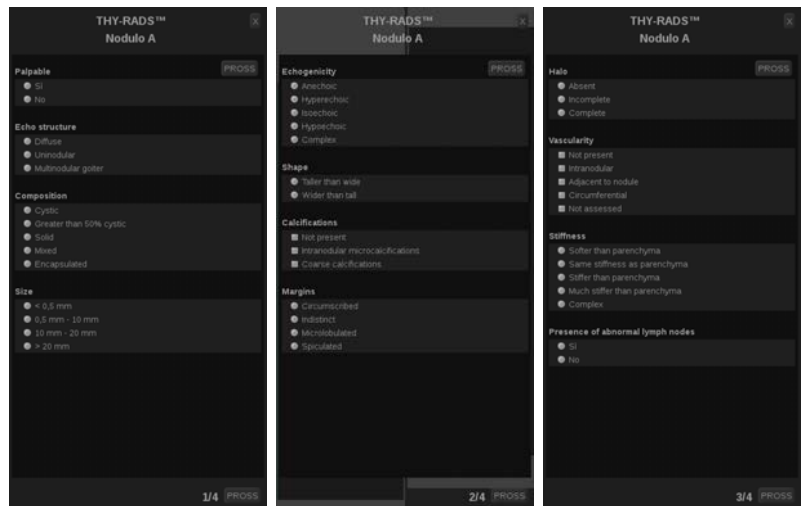 THY-RADS™
Nodulo A
X
PROSS
Palpable
Sì
No
Echo structure
Diffuse
Uninodular
Multinodular goiter
Composition
Cystic
Greater than 50% cystic
Solid
Mixed
Encapsulated
Size
< 0,5 mm
0,5 mm - 10 mm
10 mm - 20 mm
> 20 mm
1/4 PROSS
THY-RADS™
Nodulo A
X
PROSS
Echogenicity
Anechoic
Hyperechoic
Isoechoic
Hypoechoic
Complex
Shape
Taller than wide
Wider than tall
Calcifications
Not present
Intranodular microcalcifications
Coarse calcifications
Margins
Circumscribed
Indistinct
Microlobulated
Spiculated
2/4 PROSS
THY-RADS™
Nodulo A
X
PROSS
Halo
Absent
Incomplete
Complete
Vascularity
Not present
Intranodular
Adjacent to nodule
Circumferential
Not assessed
Stiffness
Softer than parenchyma
Same stiffness as parenchyma
Stiffer than parenchyma
Much stiffer than parenchyma
Complex
Presence of abnormal lymph nodes
Sì
No
3/4 PROSS